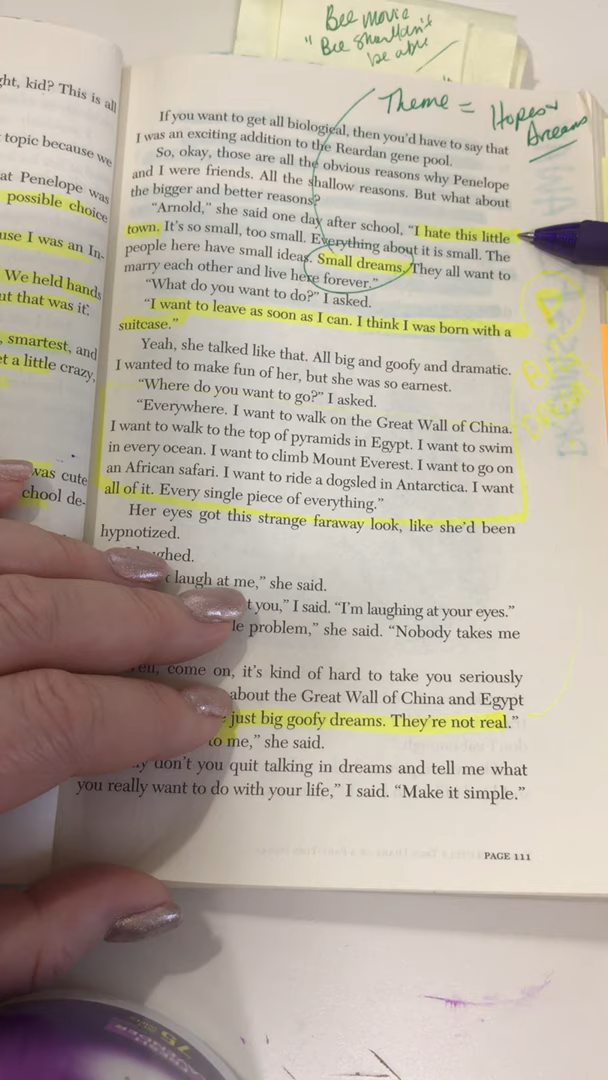 Bee movie
"Bee shouldn't
be able
Theme = Hopes +
Dreams
ght, kid? This is all
topic because we
at Penelope was
possible choice
use I was an In-
We held hands
ut that was it.
smartest, and
et a little crazy,
was cute
chool de-
If you want to get all biological, then you'd have to say that
I was an exciting addition to the Reardan gene pool.
So, okay, those are all the obvious reasons why Penelope
and I were friends. All the shallow reasons. But what about
the bigger and better reasons?
"Arnold," she said one day after school, "I hate this little
town. It's so small, too small. Everything about it is small. The
people here have small ideas. Small dreams. They all want to
marry each other and live here forever."
"What do you want to do?" I asked.
"I want to leave as soon as I can. I think I was born with a
suitcase."
Yeah, she talked like that. All big and goofy and dramatic.
I wanted to make fun of her, but she was so earnest.
"Where do you want to go?" I asked.
"Everywhere. I want to walk on the Great Wall of China.
I want to walk to the top of pyramids in Egypt. I want to swim
in every ocean. I want to climb Mount Everest. I want to go on
an African safari. I want to ride a dogsled in Antarctica. I want
all of it. Every single piece of everything."
Her eyes got this strange faraway look, like she'd been
hypnotized.
ghed.
laugh at me," she said.
t you," I said. "I'm laughing at your eyes."
le problem," she said. "Nobody takes me
come on, it's kind of hard to take you seriously
about the Great Wall of China and Egypt
just big goofy dreams. They're not real."
to me," she said.
don't you quit talking in dreams and tell me what
you really want to do with your life," I said. "Make it simple."
PAGE 111
BIG
DREAMS
75